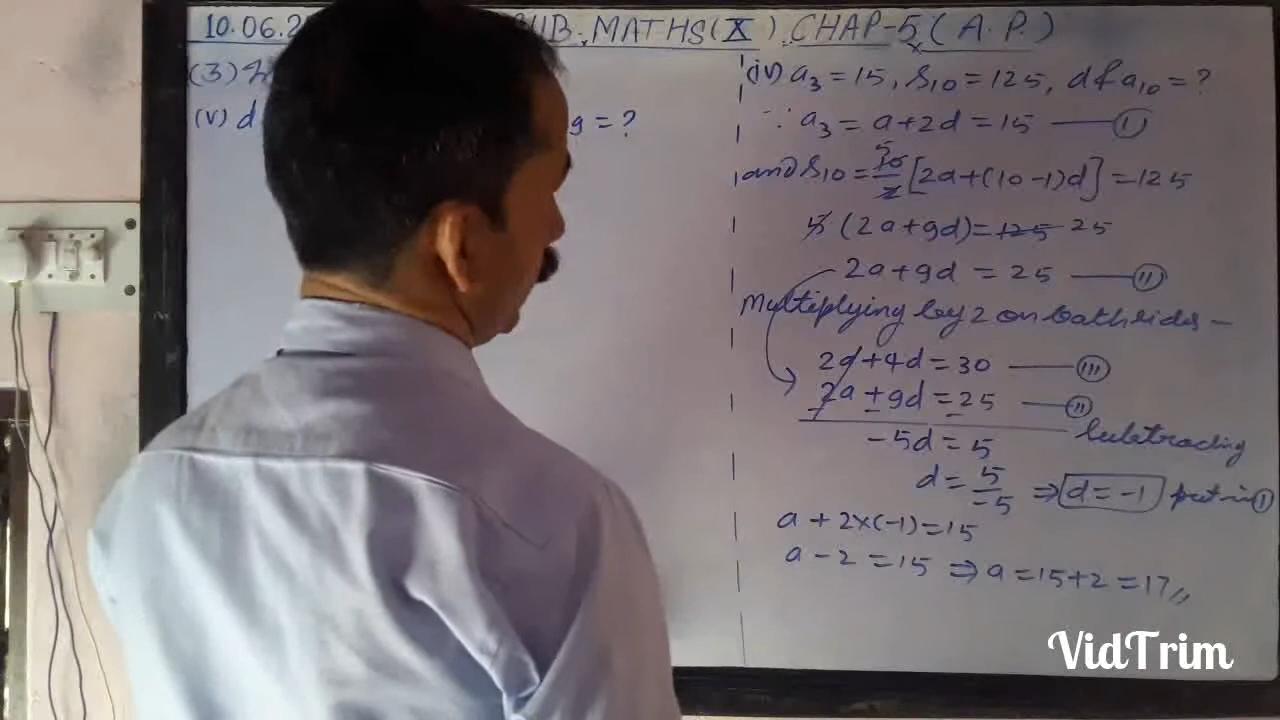 10.06.2 SUB. MATHS(X) CHAP-5 (A.P.)
(3)
(v) d 9 = ?
(iv) a₃ = 15, S₁₀ = 125, d & a₁₀ = ?
∵ a₃ = a+2d = 15 —— (I)
and S₁₀ = 10/2 [2a+(10-1)d] = 125
5 (2a+9d) = 125 25
2a+9d = 25 —— (II)
Multiplying by 2 on both sides —
2a+4d = 30 —— (III)
2a + 9d = 25 —— (II)
Subtracting
-5d = 5
d = 5/-5 ⇒ d = -1 put in (I)
a + 2×(-1) = 15
a - 2 = 15 ⇒ a = 15+2 = 17
VidTrim